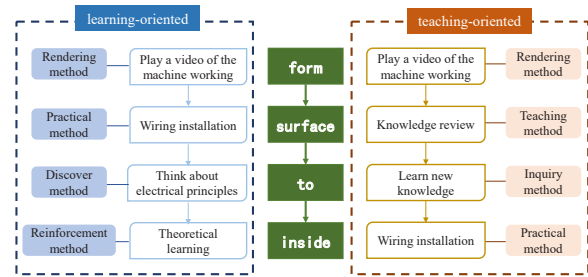 learning-oriented
teaching-oriented
Rendering
method
Play a video of the
machine working
form
Play a video of the
machine working
Rendering
method
Practical
method
Wiring installation
surface
Knowledge review
Teaching
method
Discover
method
Think about
electrical principles
to
Learn new
knowledge
Inquiry
method
Reinforcement
method
Theoretical
learning
inside
Wiring installation
Practical
method